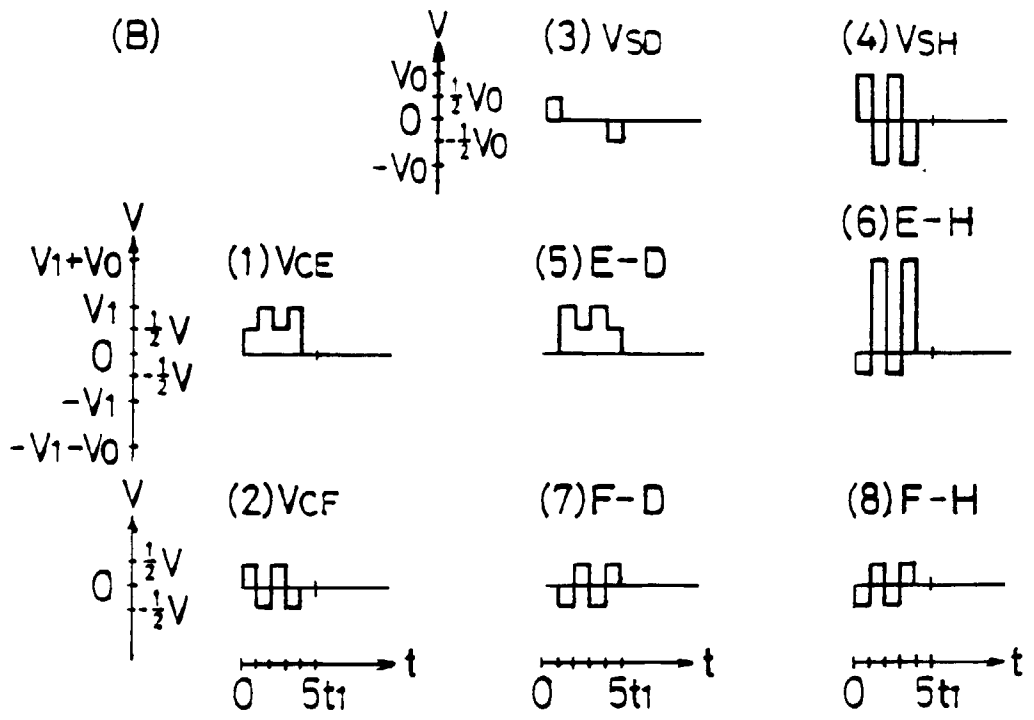 (B)
V
(3) VSD
(4) VSH
V0
½V0
0
-½V0
-V0
V
(6) E-H
V1+V0
(1) VCE
(5) E-D
V1
½V
0
-½V
-V1
-V1-V0
V
(2) VCF
(7) F-D
(8) F-H
½V
0
-½V
t
t
t
0 5t1
0 5t1
0 5t1